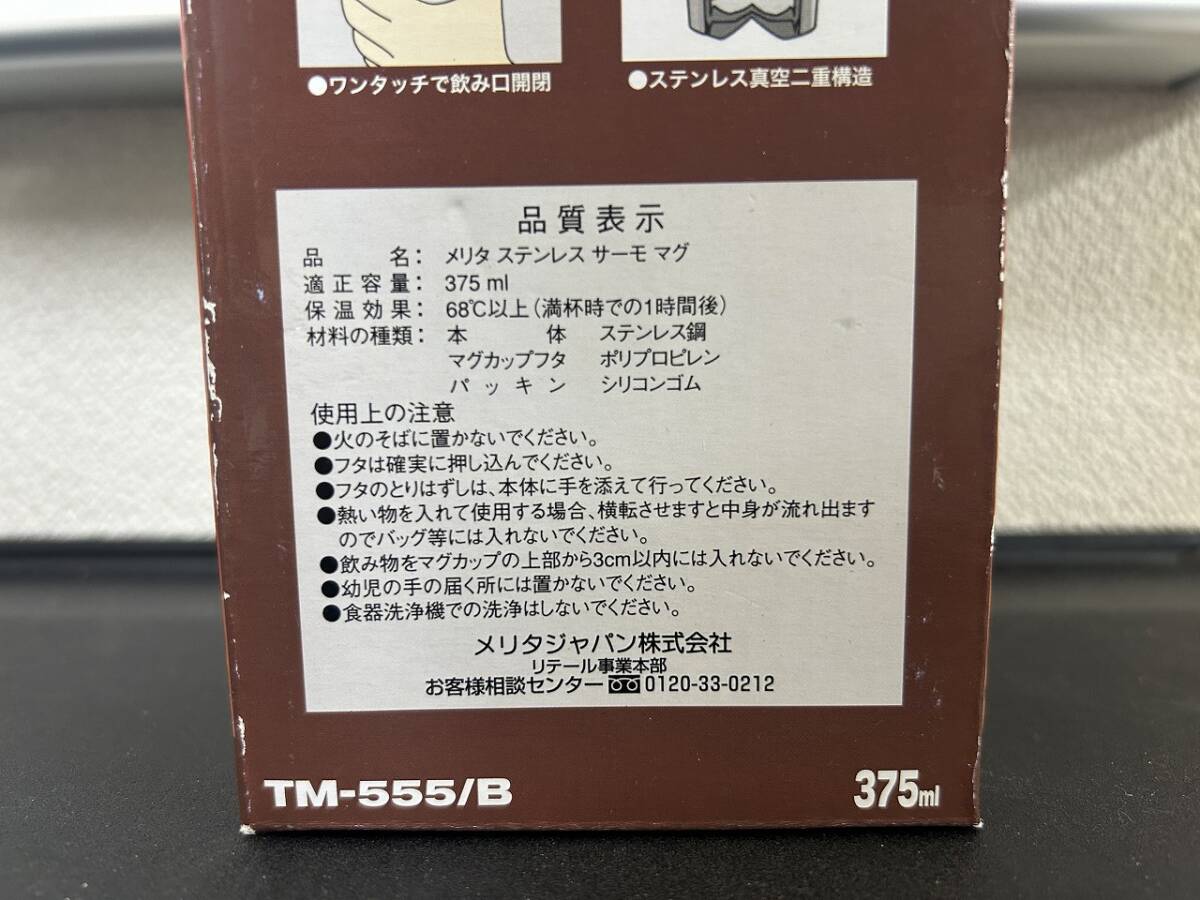 ●ワンタッチで飲み口開閉
●ステンレス真空二重構造
品質表示
品名： メリタ ステンレス サーモ マグ
適正容量： 375 ml
保温効果： 68℃以上（満杯時での1時間後）
材料の種類： 本体 ステンレス鋼
マグカップフタ ポリプロピレン
パッキン シリコンゴム
使用上の注意
●火のそばに置かないでください。
●フタは確実に押し込んでください。
●フタのとりはずしは、本体に手を添えて行ってください。
●熱い物を入れて使用する場合、横転させますと中身が流れ出ます
のでバッグ等には入れないでください。
●飲み物をマグカップの上部から3cm以内には入れないでください。
●幼児の手の届く所には置かないでください。
●食器洗浄機での洗浄はしないでください。
メリタジャパン株式会社
リテール事業本部
お客様相談センター 0120-33-0212
TM-555/B
375ml